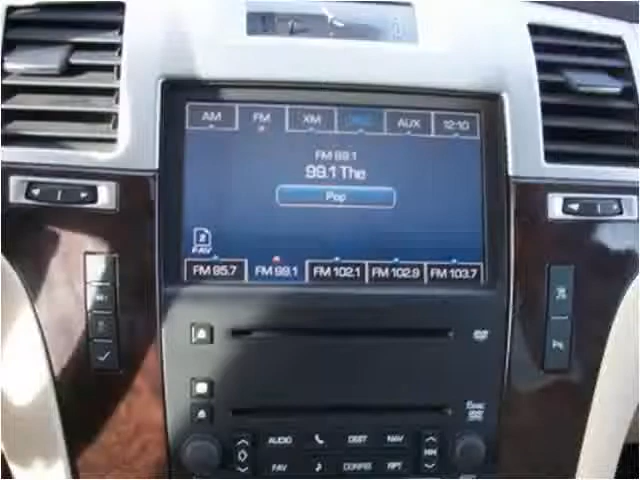 AM FM XM AUX 12:10
FM 99.1
99.1 The
Pop
2
FAV
FM 95.7 FM 99.1 FM 102.1 FM 102.9 FM 103.7
AUDIO DEST NAV
FAV CONFIG RPT